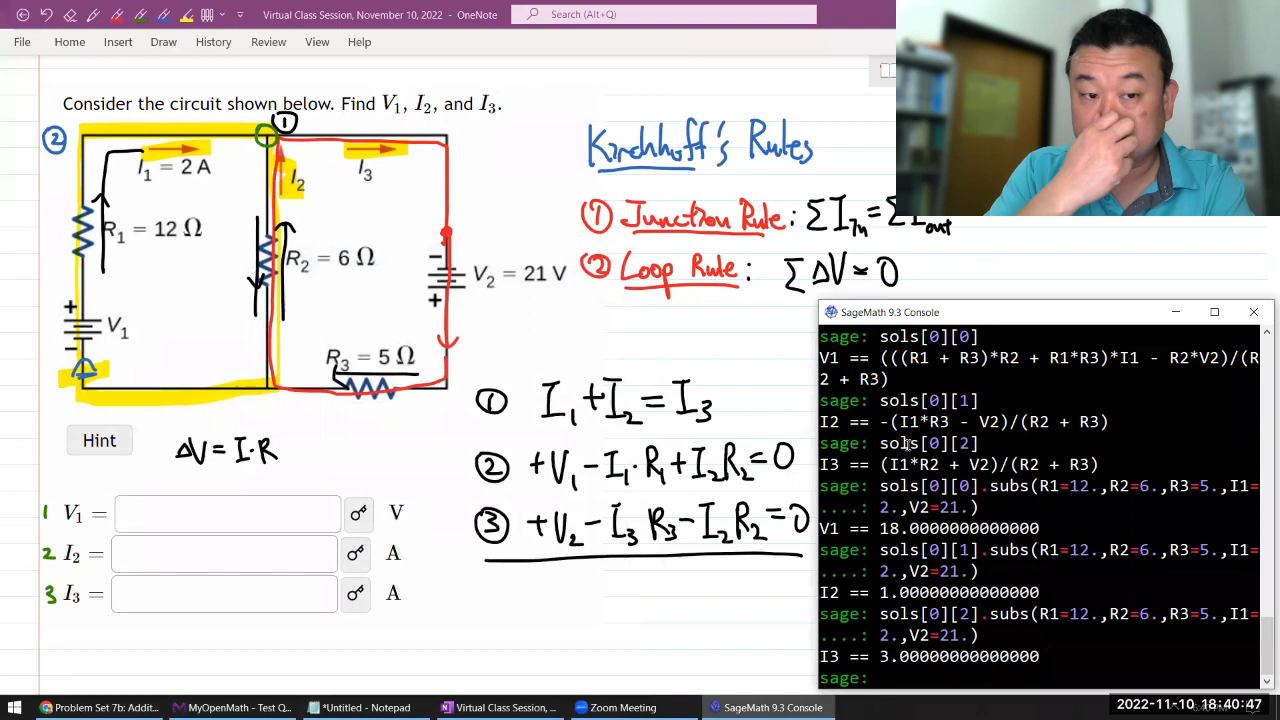 Virtual Class Session, November 10, 2022 - OneNote
Search (Alt+Q)
File Home Insert Draw History Review View Help
Consider the circuit shown below. Find V₁, I₂, and I₃.
②
①
I₁ = 2 A
I₂
I₃
R₁ = 12 Ω
R₂ = 6 Ω
−
+
V₂ = 21 V
+
−
V₁
R₃ = 5 Ω
Kirchhoff's Rules
① Junction Rule: ΣI_in = ΣI_out
② Loop Rule: ΣΔV = 0
① I₁+I₂=I₃
② +V₁−I₁·R₁+I₂R₂=0
③ +V₂−I₃R₃−I₂R₂=0
Hint
ΔV = I·R
1 V₁ = V
2 I₂ = A
3 I₃ = A
SageMath 9.3 Console
sage: sols[0][0]
V1 == (((R1 + R3)*R2 + R1*R3)*I1 - R2*V2)/(R
2 + R3)
sage: sols[0][1]
I2 == -(I1*R3 - V2)/(R2 + R3)
sage: sols[0][2]
I3 == (I1*R2 + V2)/(R2 + R3)
sage: sols[0][0].subs(R1=12.,R2=6.,R3=5.,I1=
....: 2.,V2=21.)
V1 == 18.0000000000000
sage: sols[0][1].subs(R1=12.,R2=6.,R3=5.,I1=
....: 2.,V2=21.)
I2 == 1.00000000000000
sage: sols[0][2].subs(R1=12.,R2=6.,R3=5.,I1=
....: 2.,V2=21.)
I3 == 3.00000000000000
sage:
Problem Set 7b: Addit...
MyOpenMath - Test Q...
*Untitled - Notepad
Virtual Class Session, ...
Zoom Meeting
SageMath 9.3 Console
2022-11-10 18:40:47